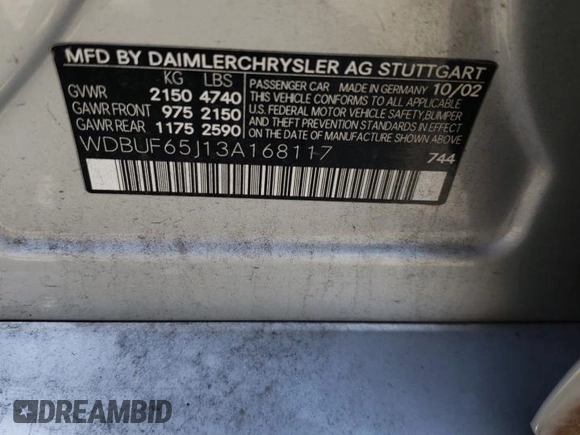 MFD BY DAIMLERCHRYSLER AG STUTTGART
KG LBS
GVWR 2150 4740
GAWR FRONT 975 2150
GAWR REAR 1175 2590
PASSENGER CAR MADE IN GERMANY 10/02
THIS VEHICLE CONFORMS TO ALL APPLICABLE
U.S. FEDERAL MOTOR VEHICLE SAFETY, BUMPER
AND THEFT PREVENTION STANDARDS IN EFFECT
ON THE DATE OF MANUFACTURE SHOWN ABOVE
WDBUF65J13A168117
744
DREAMBID